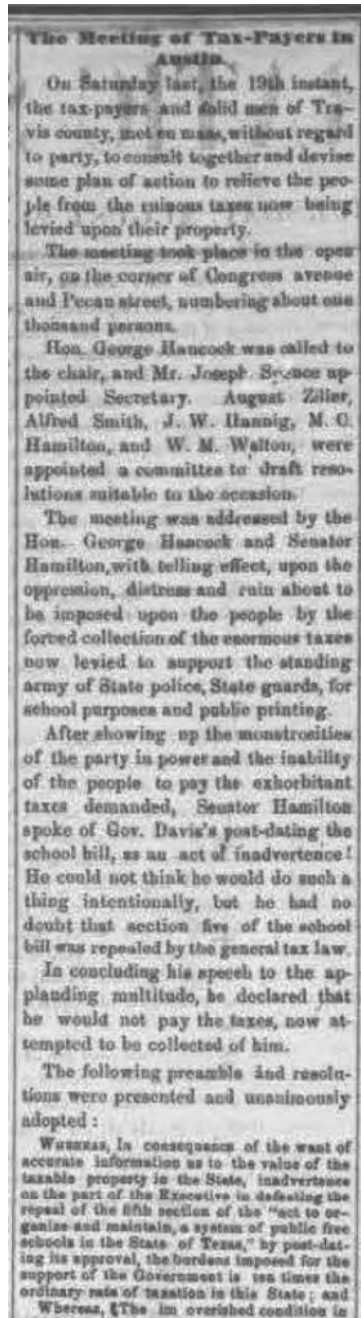 The Meeting of Tax-Payers in
Austin.
On Saturday last, the 19th instant,
the tax-payers and solid men of Tra-
vis county, met en mass, without regard
to party, to consult together and devise
some plan of action to relieve the peo-
ple from the ruinous taxes now being
levied upon their property.
The meeting took place in the open
air, on the corner of Congress avenue
and Pecan street, numbering about one
thousand persons.
Hon. George Hancock was called to
the chair, and Mr. Joseph Spence ap-
pointed Secretary. August Ziller,
Alfred Smith, J. W. Hannig, M. C.
Hamilton, and W. M. Walton, were
appointed a committee to draft reso-
lutions suitable to the occasion.
The meeting was addressed by the
Hon. George Hancock and Senator
Hamilton, with telling effect, upon the
oppression, distress and ruin about to
be imposed upon the people by the
forced collection of the enormous taxes
now levied to support the standing
army of State police, State guards, for
school purposes and public printing.
After showing up the monstrosities
of the party in power and the inability
of the people to pay the exhorbitant
taxes demanded, Senator Hamilton
spoke of Gov. Davis's post-dating the
school bill, as an act of inadvertence!
He could not think he would do such a
thing intentionally, but he had no
doubt that section five of the school
bill was repealed by the general tax law.
In concluding his speech to the ap-
plauding multitude, he declared that
he would not pay the taxes, now at-
tempted to be collected of him.
The following preamble and resolu-
tions were presented and unanimously
adopted:
WHEREAS, In consequence of the want of
accurate information as to the value of the
taxable property in the State, inadvertence
on the part of the Executive in defeating the
repeal of the fifth section of the "act to or-
ganize and maintain, a system of public free
schools in the State of Texas," by post-dat-
ing its approval, the burdens imposed for the
support of the Government is ten times the
ordinary rate of taxation in this State; and
Whereas, The im overished condition in